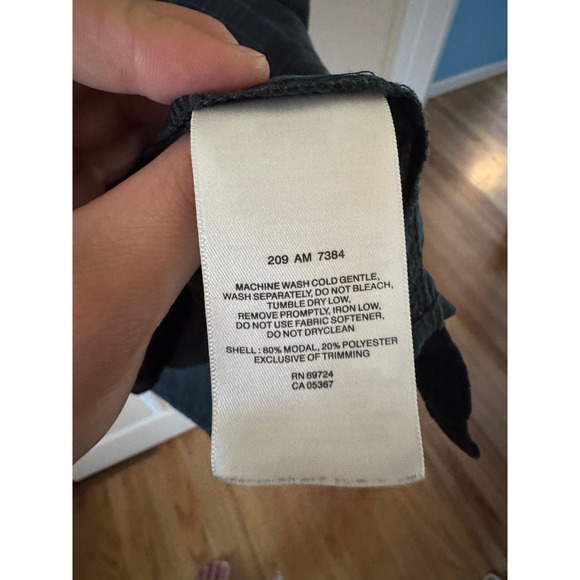 209 AM 7384
MACHINE WASH COLD GENTLE,
WASH SEPARATELY, DO NOT BLEACH,
TUMBLE DRY LOW,
REMOVE PROMPTLY, IRON LOW,
DO NOT USE FABRIC SOFTENER,
DO NOT DRYCLEAN
SHELL : 80% MODAL, 20% POLYESTER
EXCLUSIVE OF TRIMMING
RN 69724
CA 05367